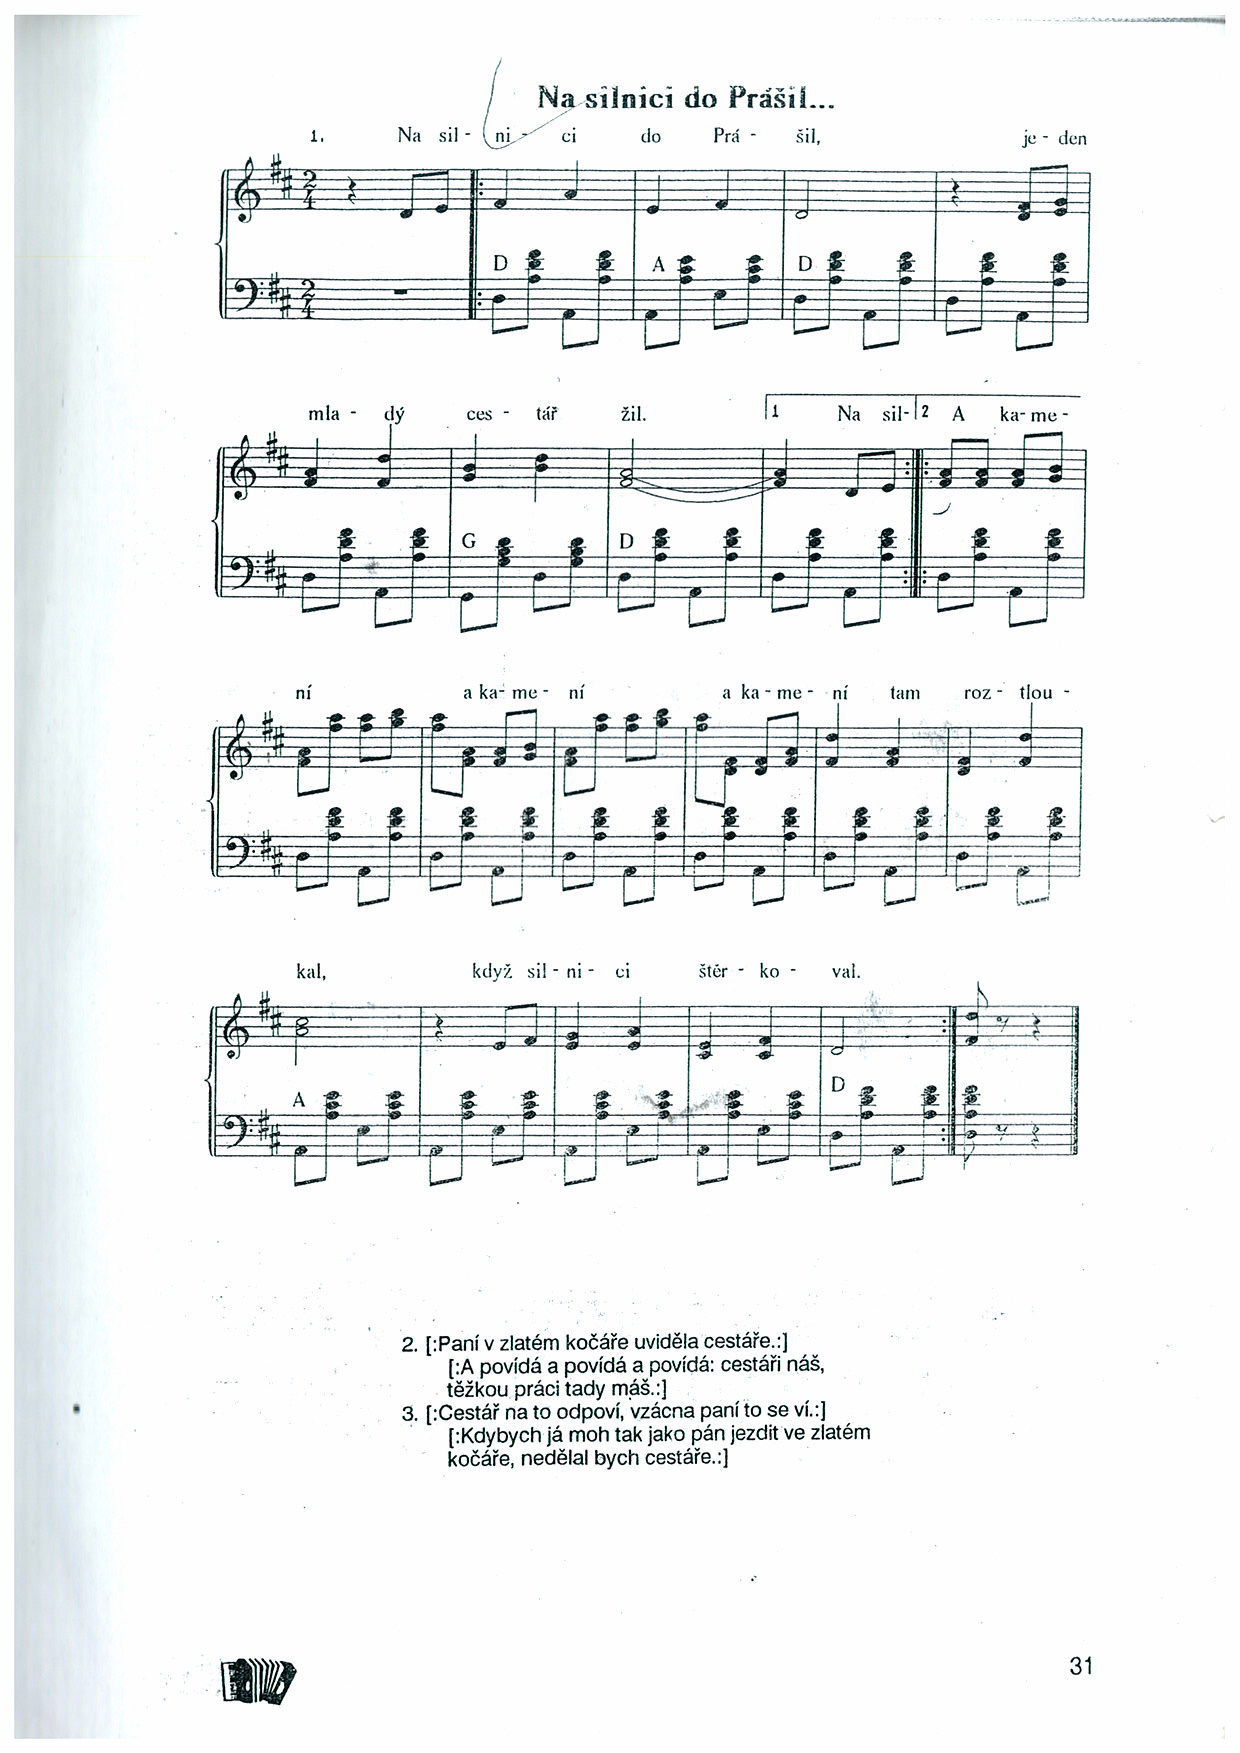 Na silnici do Prášil...
1. Na sil - ni - ci do Prá - šil, je - den
D A D
mla - dý ces - tář žil. 1 Na sil- 2 A ka- me -
G D
ní a ka- me - ní a ka - me - ní tam roz - tlou -
kal, když sil - ni - ci štěr - ko - val.
A D
2. [:Paní v zlatém kočáře uviděla cestáře.:]
[:A povídá a povídá a povídá: cestáři náš,
těžkou práci tady máš.:]
3. [:Cestář na to odpoví, vzácna paní to se ví.:]
[:Kdybych já moh tak jako pán jezdit ve zlatém
kočáře, nedělal bych cestáře.:]
31